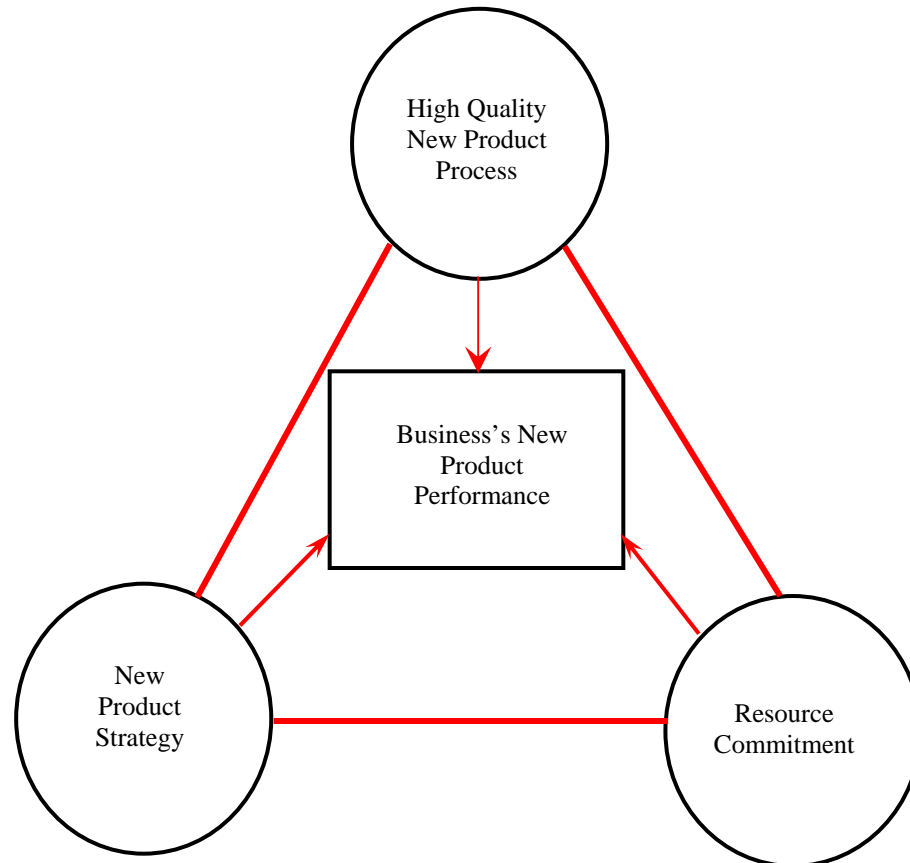 High Quality
New Product
Process
Business’s New
Product
Performance
New
Product
Strategy
Resource
Commitment